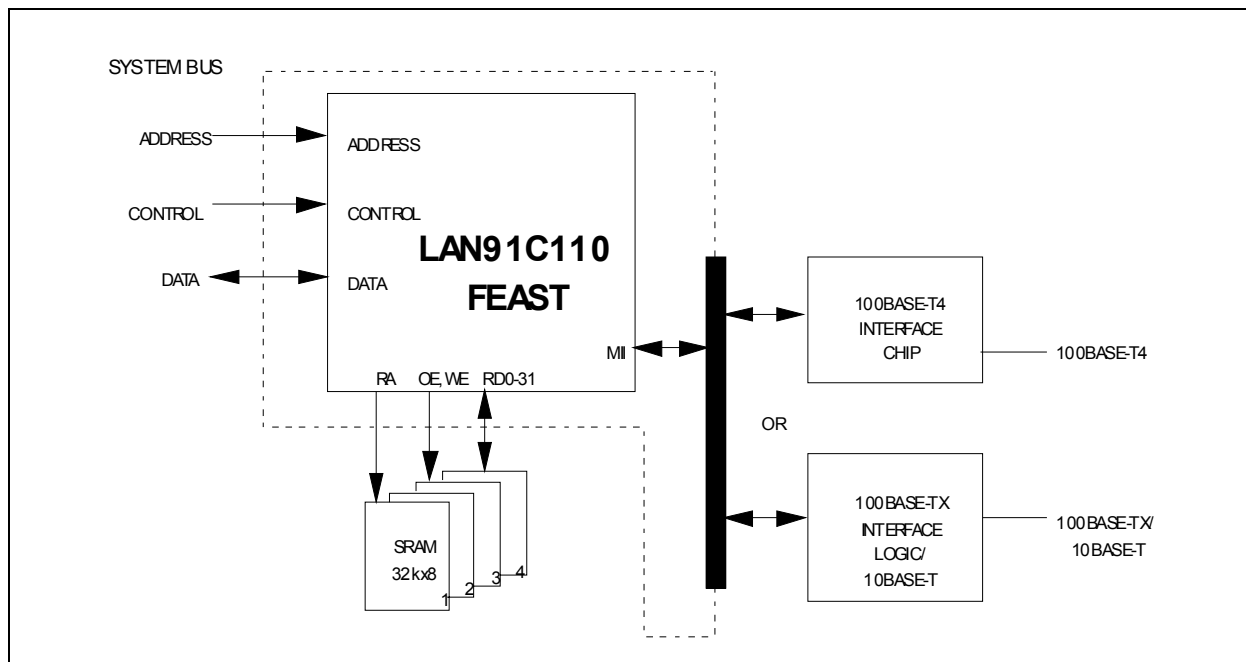 SYSTEM BUS
ADDRESS
ADDRESS
CONTROL
CONTROL
DATA
DATA
LAN91C110
FEAST
MII
RA
OE, WE
RD0-31
SRAM
32kx8
1
2
3
4
100BASE-T4
INTERFACE
CHIP
100BASE-T4
OR
100BASE-TX
INTERFACE
LOGIC/
10BASE-T
100BASE-TX/
10BASE-T